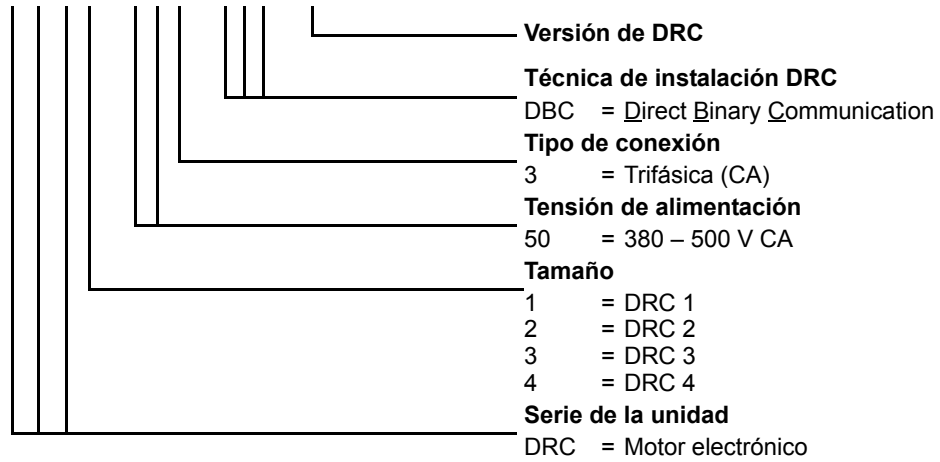 Versión de DRC
Técnica de instalación DRC
DBC = Direct Binary Communication
Tipo de conexión
3 = Trifásica (CA)
Tensión de alimentación
50 = 380 – 500 V CA
Tamaño
1 = DRC 1
2 = DRC 2
3 = DRC 3
4 = DRC 4
Serie de la unidad
DRC = Motor electrónico